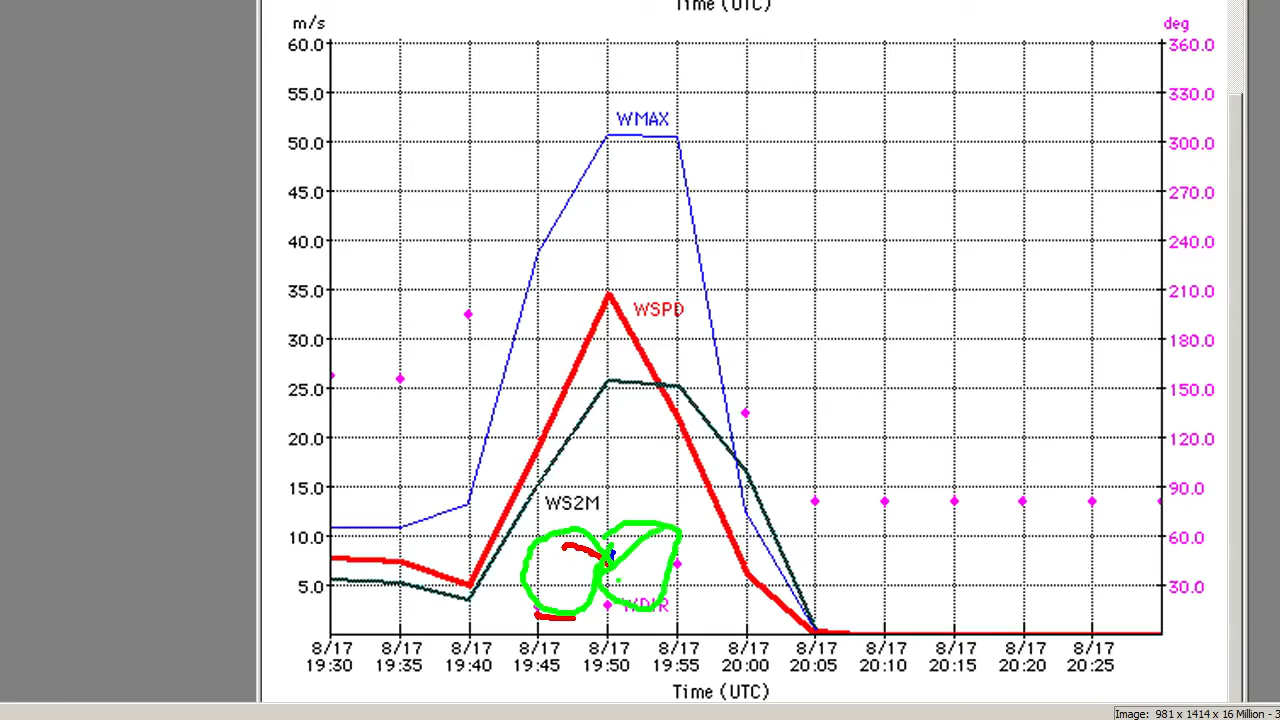 Time (UTC)
m/s
deg
60.0
360.0
55.0
330.0
WMAX
50.0
300.0
45.0
270.0
40.0
240.0
35.0
210.0
WSPD
30.0
180.0
25.0
150.0
20.0
120.0
15.0
90.0
WS2M
10.0
60.0
5.0
30.0
WDIR
8/17 8/17 8/17 8/17 8/17 8/17 8/17 8/17 8/17 8/17 8/17 8/17
19:30 19:35 19:40 19:45 19:50 19:55 20:00 20:05 20:10 20:15 20:20 20:25
Time (UTC)
Image: 981 x 1414 x 16 Million - 3